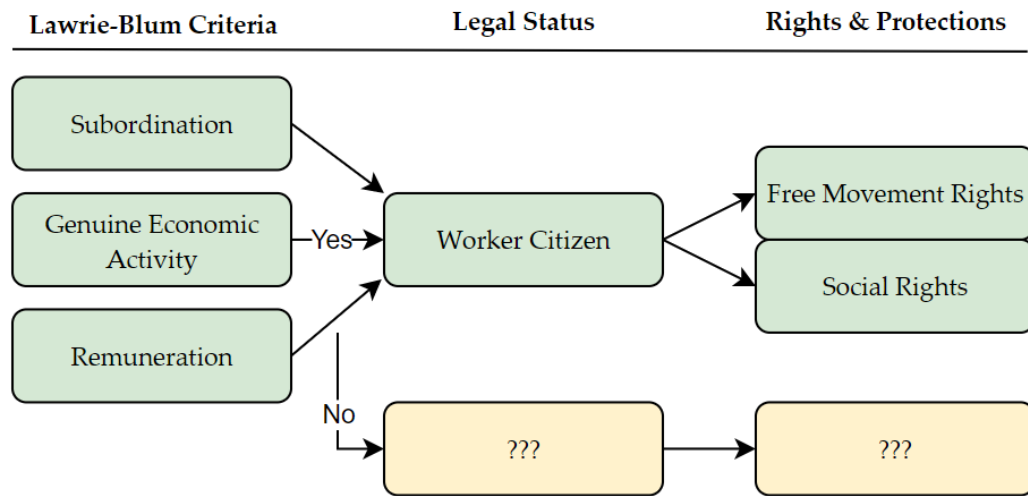 Lawrie-Blum Criteria
Legal Status
Rights & Protections
Subordination
Genuine Economic
Activity
Remuneration
Yes
No
Worker Citizen
???
Free Movement Rights
Social Rights
???